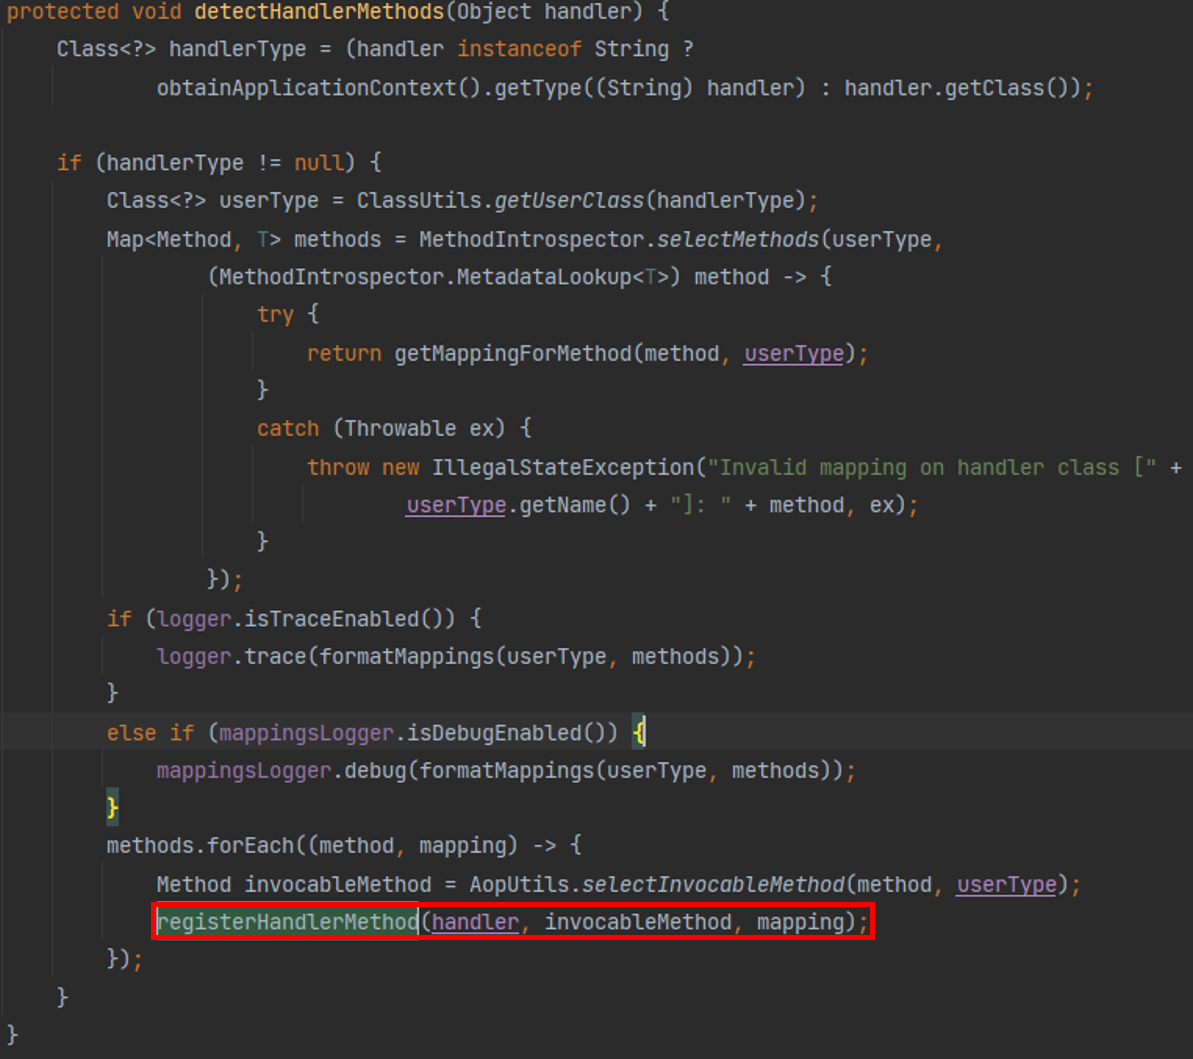 protected void detectHandlerMethods(Object handler) {
    Class<?> handlerType = (handler instanceof String ?
            obtainApplicationContext().getType((String) handler) : handler.getClass());
    if (handlerType != null) {
        Class<?> userType = ClassUtils.getUserClass(handlerType);
        Map<Method, T> methods = MethodIntrospector.selectMethods(userType,
                (MethodIntrospector.MetadataLookup<T>) method -> {
                    try {
                        return getMappingForMethod(method, userType);
                    }
                    catch (Throwable ex) {
                        throw new IllegalStateException("Invalid mapping on handler class [" +
                                userType.getName() + "]: " + method, ex);
                    }
                });
        if (logger.isTraceEnabled()) {
            logger.trace(formatMappings(userType, methods));
        }
        else if (mappingsLogger.isDebugEnabled()) {
            mappingsLogger.debug(formatMappings(userType, methods));
        }
        methods.forEach((method, mapping) -> {
            Method invocableMethod = AopUtils.selectInvocableMethod(method, userType);
            registerHandlerMethod(handler, invocableMethod, mapping);
        });
    }
}